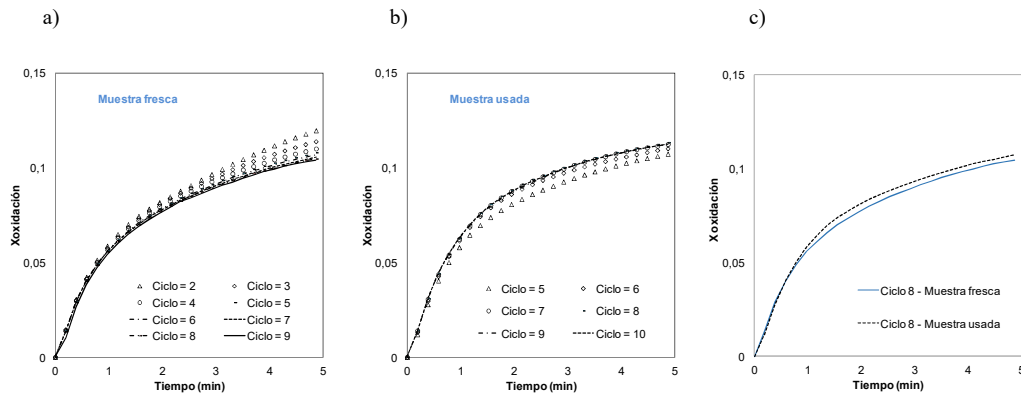 a)
b)
c)
0,15
0,1
0,05
0
Xoxidación
Muestra fresca
Ciclo = 2
Ciclo = 3
Ciclo = 4
Ciclo = 5
Ciclo = 6
Ciclo = 7
Ciclo = 8
Ciclo = 9
0 1 2 3 4 5
Tiempo (min)
0,15
0,1
0,05
0
Xoxidación
Muestra usada
Ciclo = 5
Ciclo = 6
Ciclo = 7
Ciclo = 8
Ciclo = 9
Ciclo = 10
0 1 2 3 4 5
Tiempo (min)
0,15
0,1
0,05
0
X oxidación
Ciclo 8 - Muestra fresca
Ciclo 8 - Muestra usada
0 1 2 3 4 5
Tiempo (min)